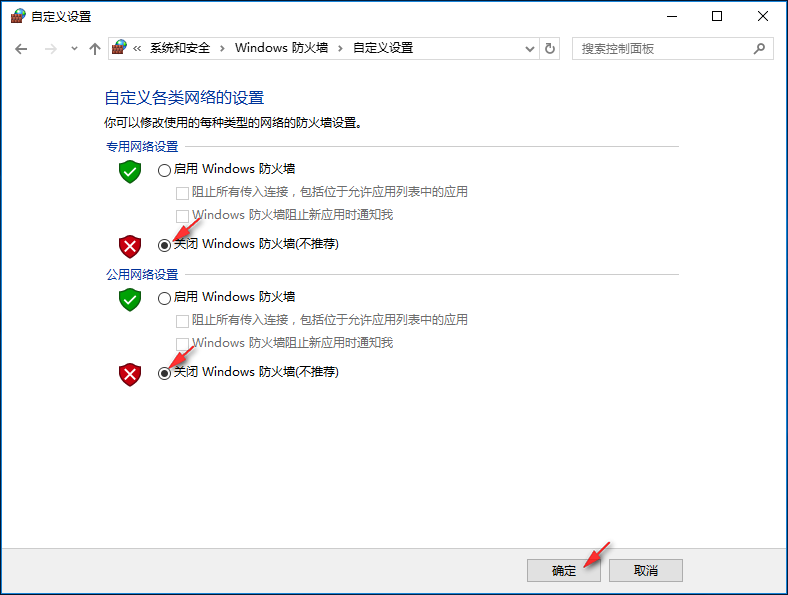 自定义设置
« 系统和安全 › Windows 防火墙 › 自定义设置
搜索控制面板
自定义各类网络的设置
你可以修改使用的每种类型的网络的防火墙设置。
专用网络设置
启用 Windows 防火墙
阻止所有传入连接，包括位于允许应用列表中的应用
Windows 防火墙阻止新应用时通知我
关闭 Windows 防火墙(不推荐)
公用网络设置
启用 Windows 防火墙
阻止所有传入连接，包括位于允许应用列表中的应用
Windows 防火墙阻止新应用时通知我
关闭 Windows 防火墙(不推荐)
确定
取消